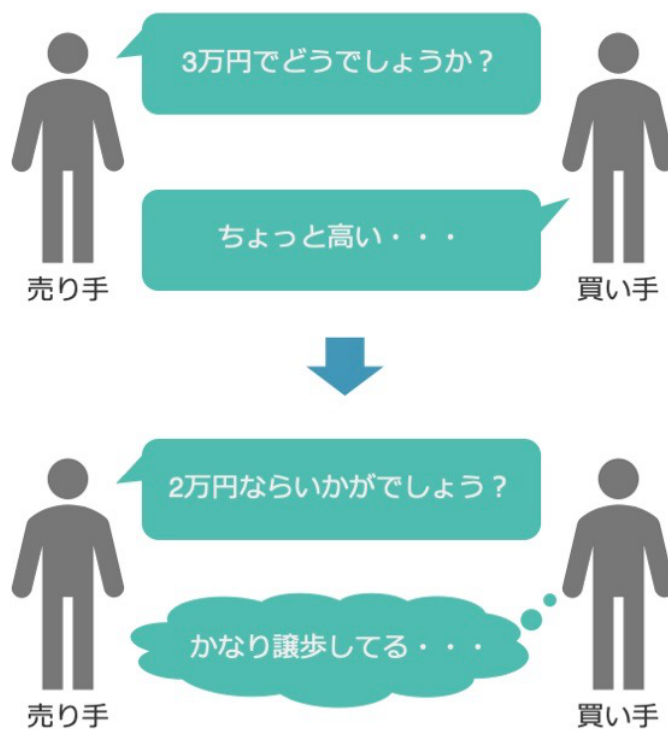 3万円でどうでしょうか？
ちょっと高い・・・
売り手
買い手
2万円ならいかがでしょう？
かなり譲歩してる・・・
売り手
買い手